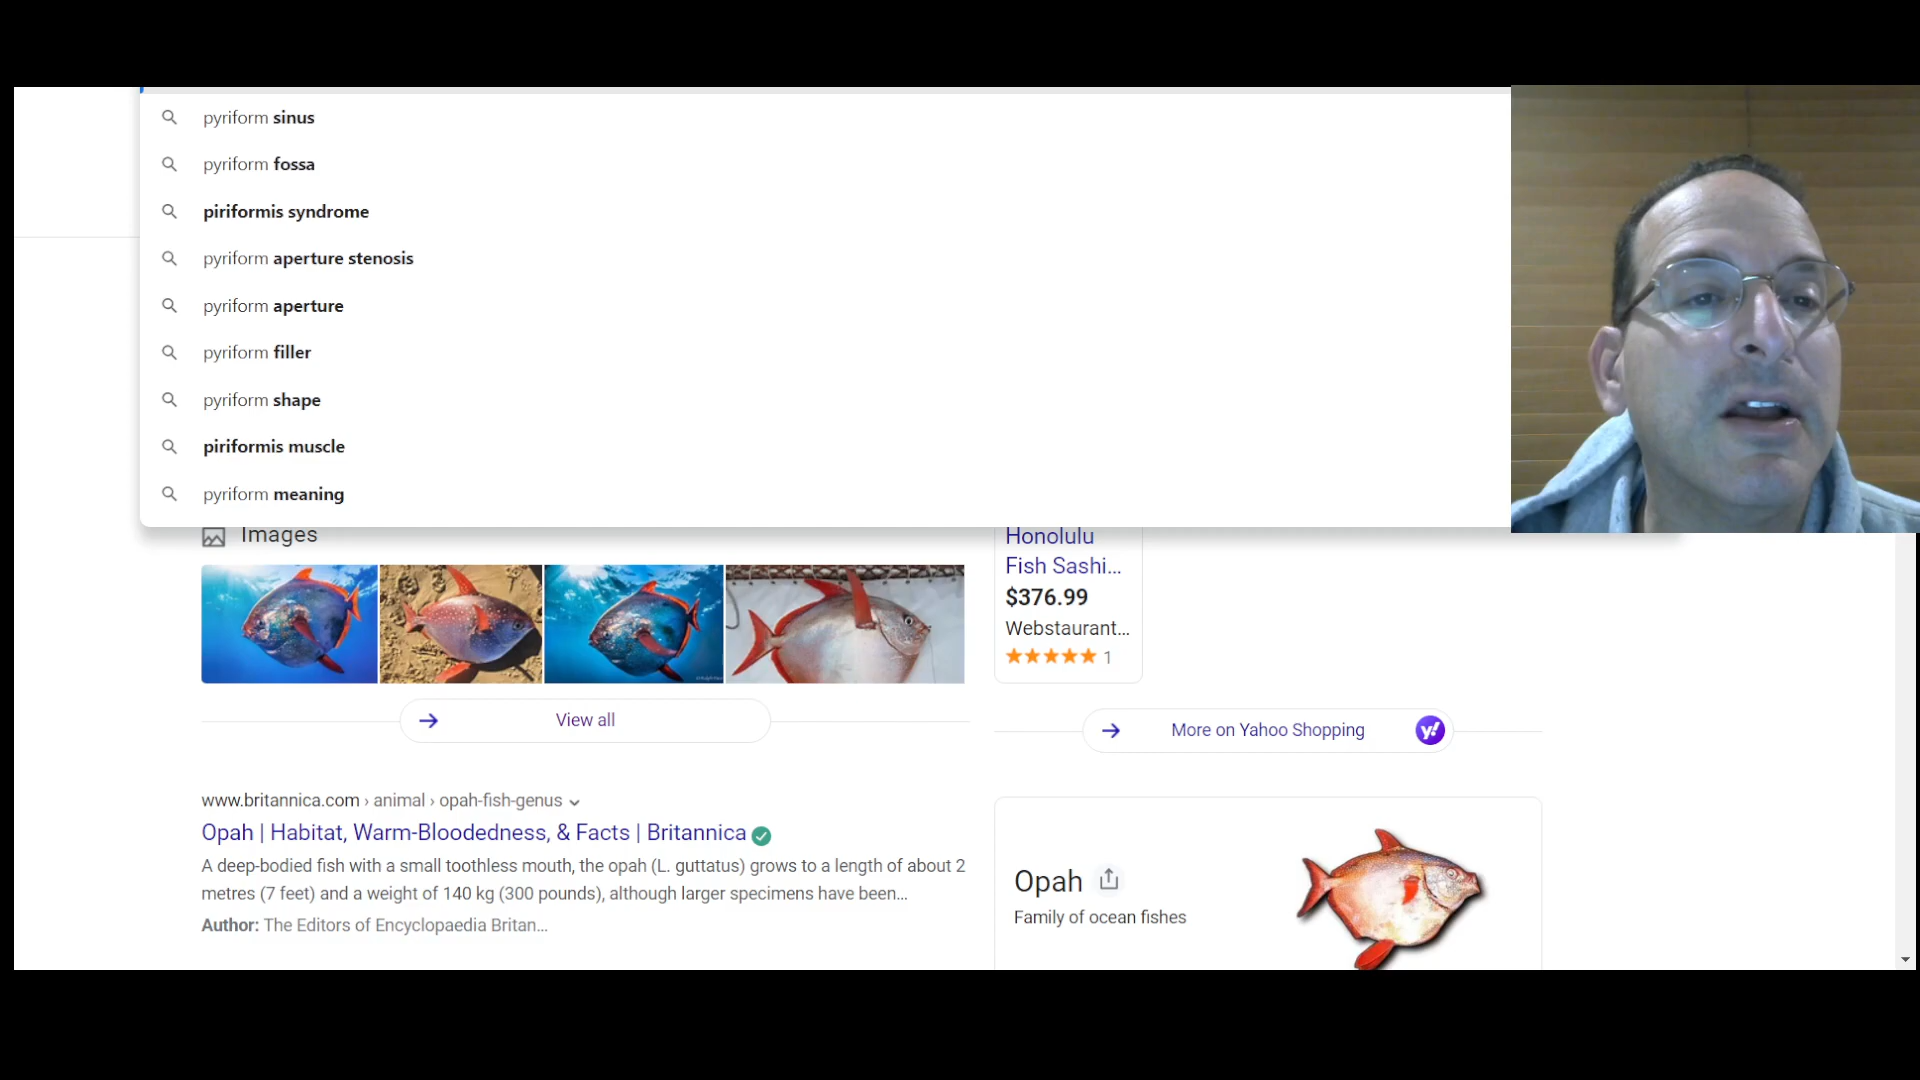 pyriform sinus
pyriform fossa
piriformis syndrome
pyriform aperture stenosis
pyriform aperture
pyriform filler
pyriform shape
piriformis muscle
pyriform meaning
Images
View all
www.britannica.com › animal › opah-fish-genus
Opah | Habitat, Warm-Bloodedness, & Facts | Britannica
A deep-bodied fish with a small toothless mouth, the opah (L. guttatus) grows to a length of about 2
metres (7 feet) and a weight of 140 kg (300 pounds), although larger specimens have been...
Author: The Editors of Encyclopaedia Britan...
Honolulu
Fish Sashi...
$376.99
Webstaurant...
1
More on Yahoo Shopping
y!
Opah
Family of ocean fishes